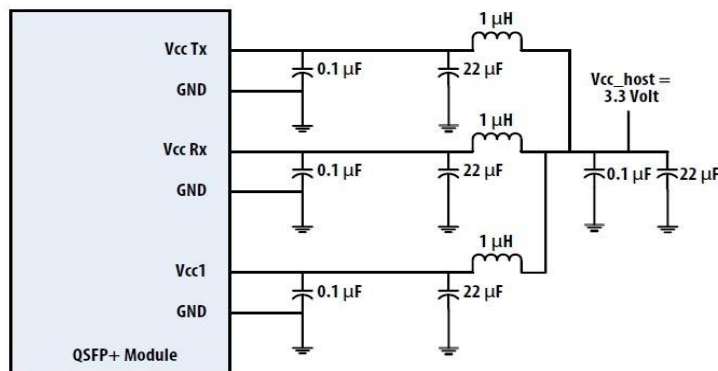 1 µH
Vcc Tx
0.1 µF
22 µF
GND
Vcc_host =
3.3 Volt
1 µH
Vcc Rx
0.1 µF
22 µF
0.1 µF
22 µF
GND
1 µH
Vcc1
0.1 µF
22 µF
GND
QSFP+ Module